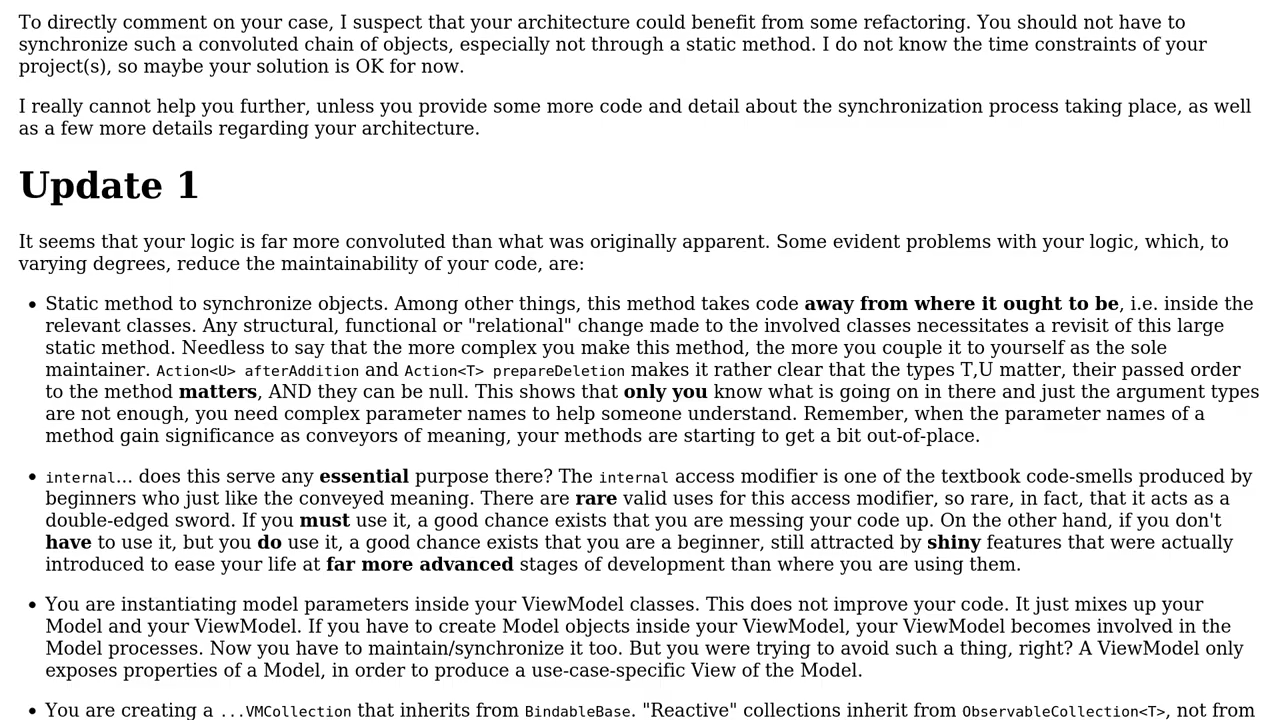 To directly comment on your case, I suspect that your architecture could benefit from some refactoring. You should not have to
synchronize such a convoluted chain of objects, especially not through a static method. I do not know the time constraints of your
project(s), so maybe your solution is OK for now.
I really cannot help you further, unless you provide some more code and detail about the synchronization process taking place, as well
as a few more details regarding your architecture.
Update 1
It seems that your logic is far more convoluted than what was originally apparent. Some evident problems with your logic, which, to
varying degrees, reduce the maintainability of your code, are:
• Static method to synchronize objects. Among other things, this method takes code away from where it ought to be, i.e. inside the
relevant classes. Any structural, functional or "relational" change made to the involved classes necessitates a revisit of this large
static method. Needless to say that the more complex you make this method, the more you couple it to yourself as the sole
maintainer. Action<U> afterAddition and Action<T> prepareDeletion makes it rather clear that the types T,U matter, their passed order
to the method matters, AND they can be null. This shows that only you know what is going on in there and just the argument types
are not enough, you need complex parameter names to help someone understand. Remember, when the parameter names of a
method gain significance as conveyors of meaning, your methods are starting to get a bit out-of-place.
• internal... does this serve any essential purpose there? The internal access modifier is one of the textbook code-smells produced by
beginners who just like the conveyed meaning. There are rare valid uses for this access modifier, so rare, in fact, that it acts as a
double-edged sword. If you must use it, a good chance exists that you are messing your code up. On the other hand, if you don't
have to use it, but you do use it, a good chance exists that you are a beginner, still attracted by shiny features that were actually
introduced to ease your life at far more advanced stages of development than where you are using them.
• You are instantiating model parameters inside your ViewModel classes. This does not improve your code. It just mixes up your
Model and your ViewModel. If you have to create Model objects inside your ViewModel, your ViewModel becomes involved in the
Model processes. Now you have to maintain/synchronize it too. But you were trying to avoid such a thing, right? A ViewModel only
exposes properties of a Model, in order to produce a use-case-specific View of the Model.
• You are creating a ...VMCollection that inherits from BindableBase. "Reactive" collections inherit from ObservableCollection<T>, not from